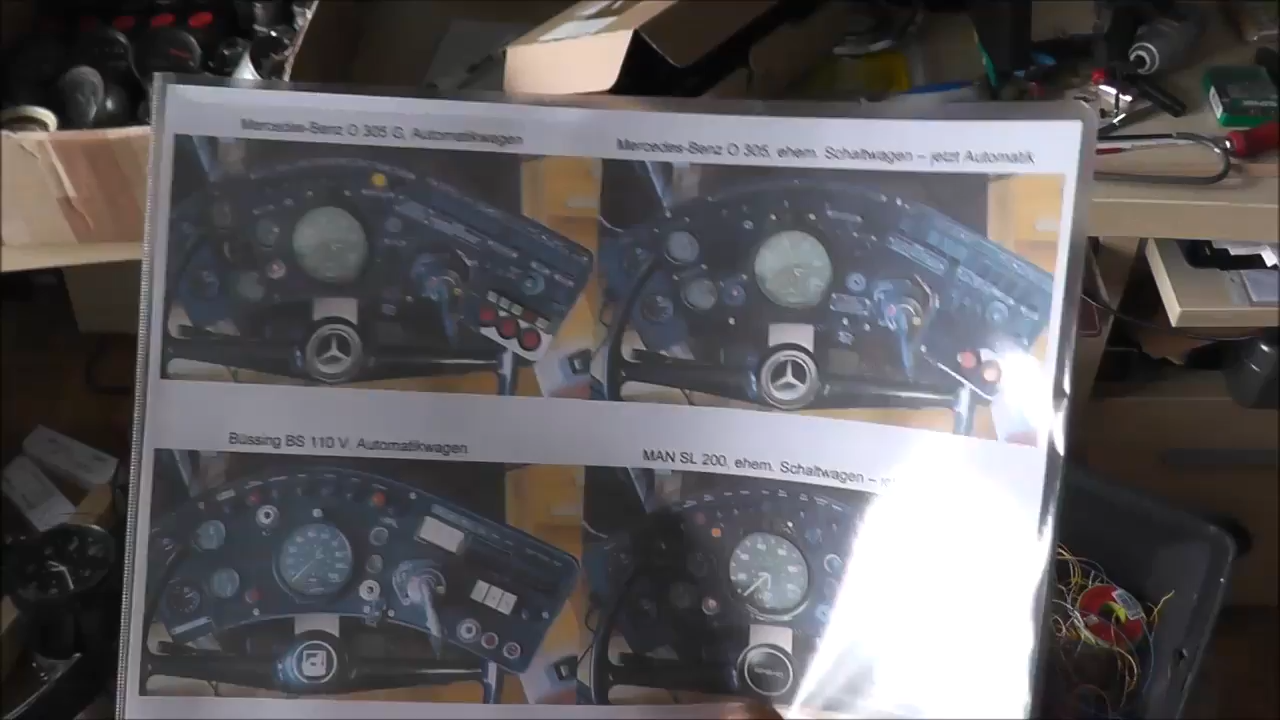 Mercedes-Benz O 305 G, Automatikwagen
Mercedes-Benz O 305, ehem. Schaltwagen – jetzt Automatik
Büssing BS 110 V, Automatikwagen
MAN SL 200, ehem. Schaltwagen –